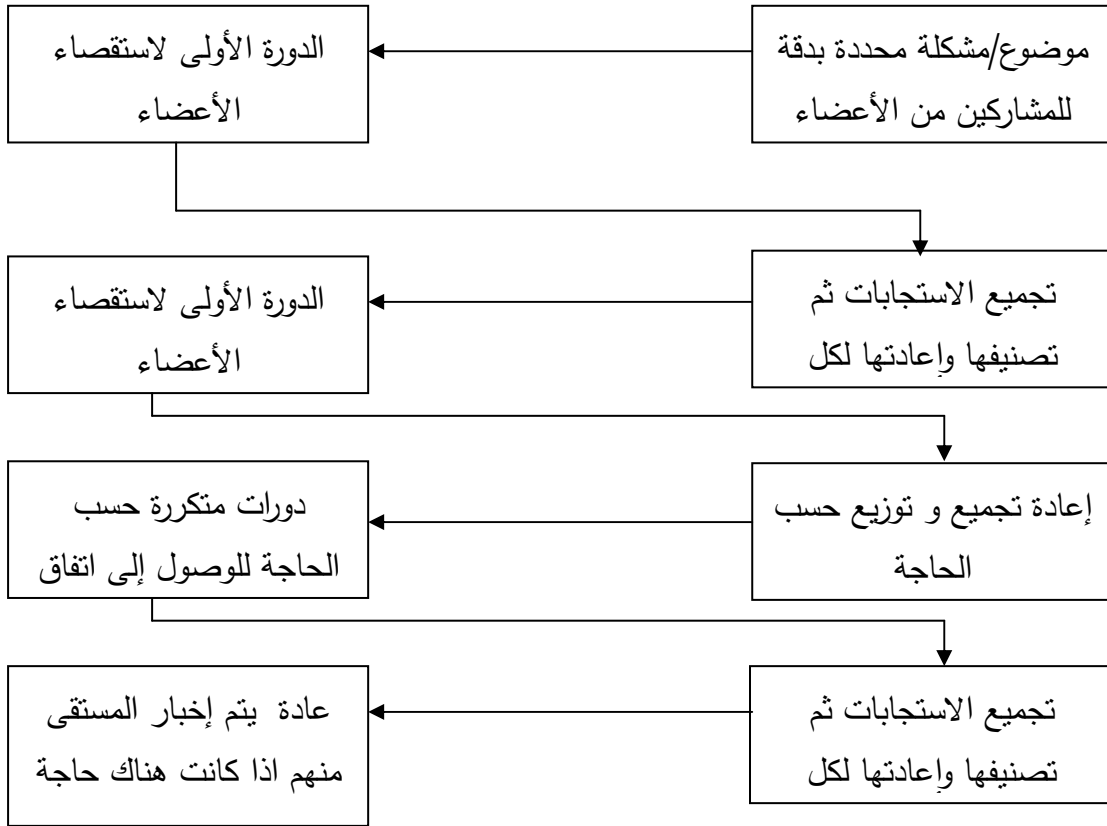 موضوع/مشكلة محددة بدقة
للمشاركين من الأعضاء
الدورة الأولى لاستقصاء
الأعضاء
تجميع الاستجابات ثم
تصنيفها وإعادتها لكل
الدورة الأولى لاستقصاء
الأعضاء
إعادة تجميع و توزيع حسب
الحاجة
دورات متكررة حسب
الحاجة للوصول إلى اتفاق
تجميع الاستجابات ثم
تصنيفها وإعادتها لكل
عادة يتم إخبار المستقى
منهم اذا كانت هناك حاجة